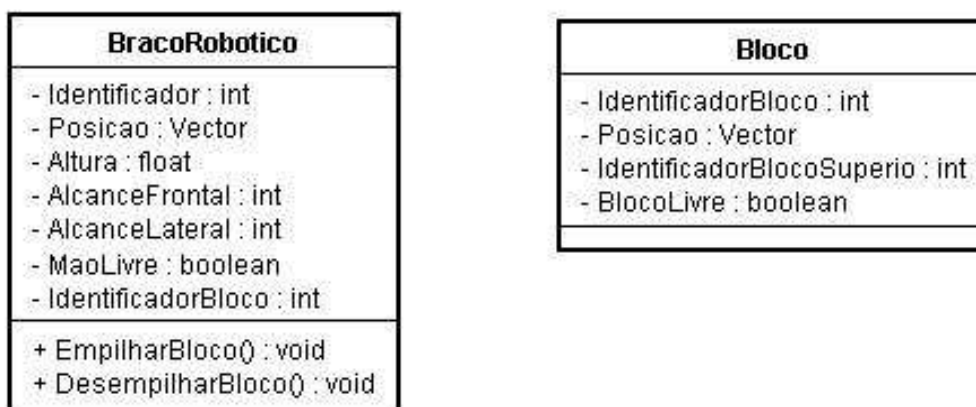 BracoRobotico
- Identificador : int
- Posicao : Vector
- Altura : float
- AlcanceFrontal : int
- AlcanceLateral : int
- MaoLivre : boolean
- IdentificadorBloco : int
+ EmpilharBloco() : void
+ DesempilharBloco() : void
Bloco
- IdentificadorBloco : int
- Posicao : Vector
- IdentificadorBlocoSuperio : int
- BlocoLivre : boolean